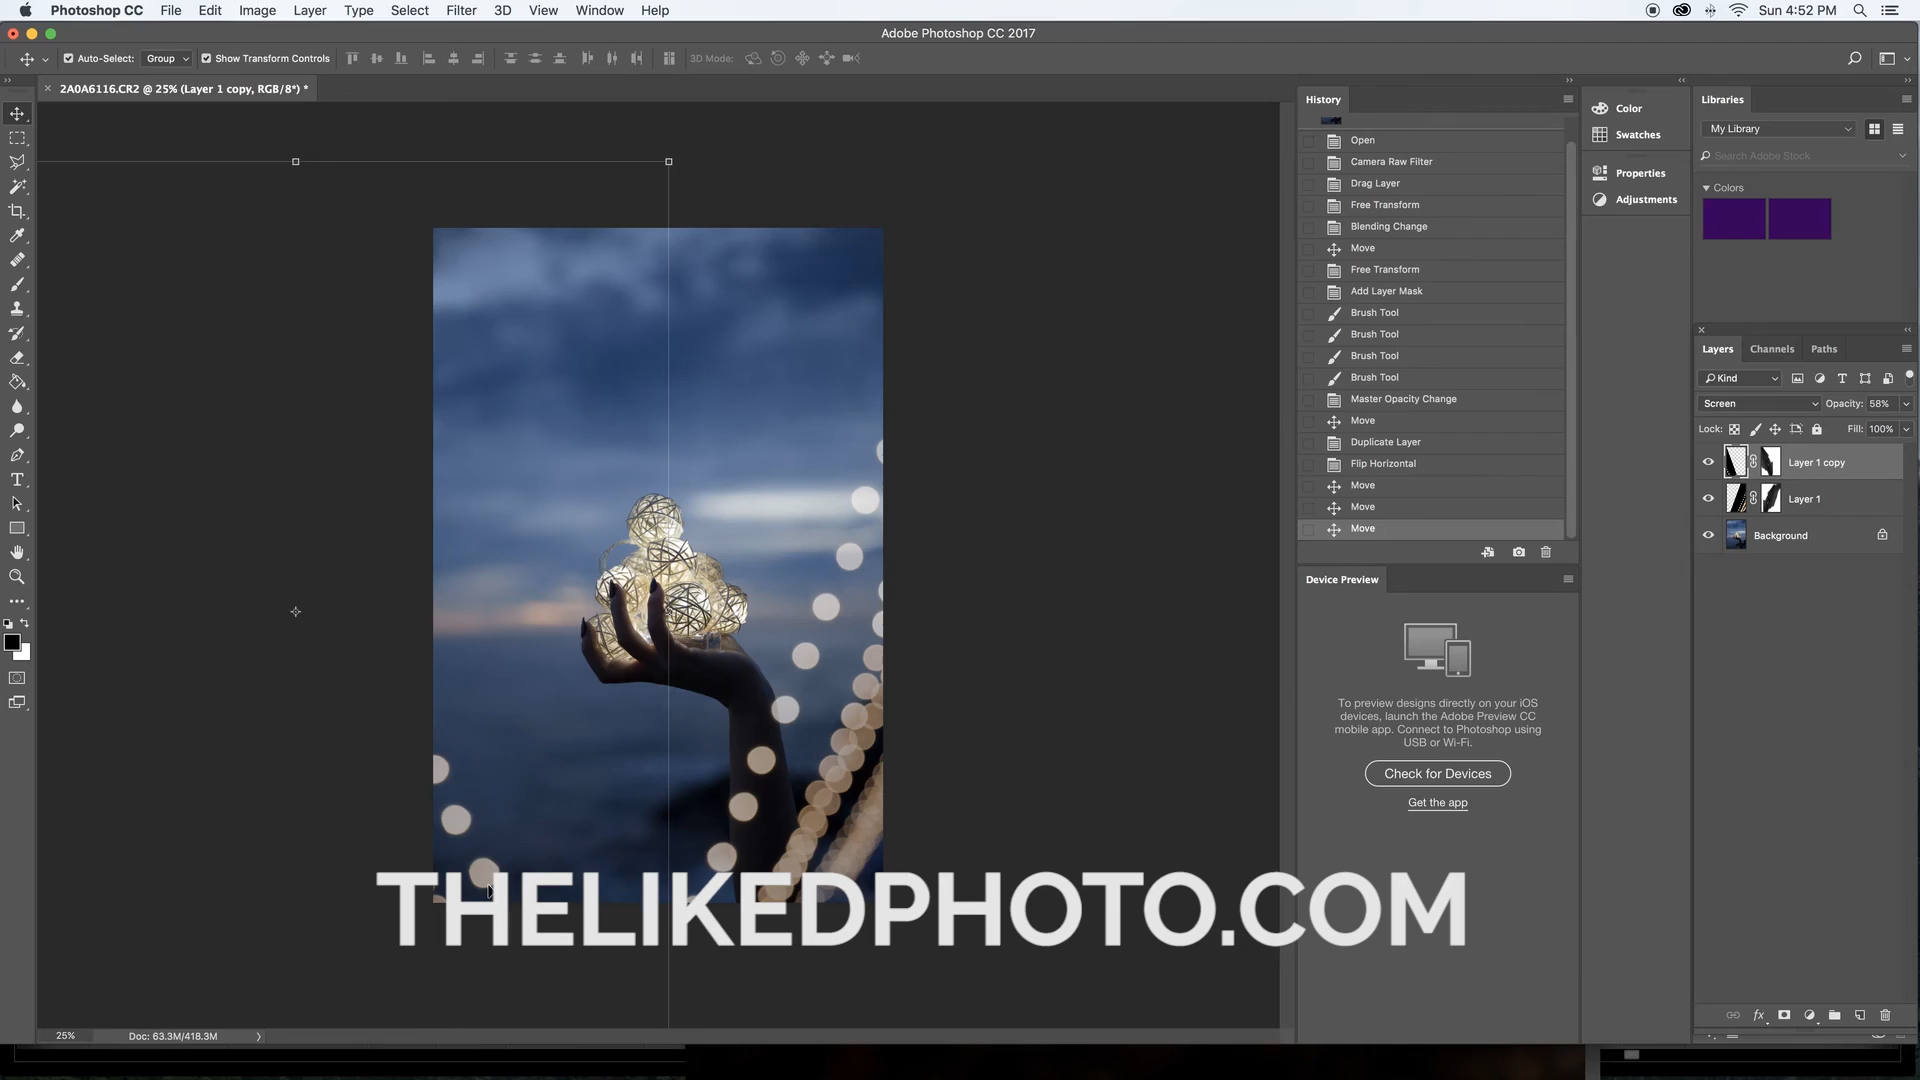 Photoshop CC File Edit Image Layer Type Select Filter 3D View Window Help Sun 4:52 PM
Adobe Photoshop CC 2017
Auto-Select: Group Show Transform Controls 3D Mode:
2A0A6116.CR2 @ 25% (Layer 1 copy, RGB/8*) *
History
Open
Camera Raw Filter
Drag Layer
Free Transform
Blending Change
Move
Free Transform
Add Layer Mask
Brush Tool
Brush Tool
Brush Tool
Brush Tool
Master Opacity Change
Move
Duplicate Layer
Flip Horizontal
Move
Move
Move
Device Preview
To preview designs directly on your iOS
devices, launch the Adobe Preview CC
mobile app. Connect to Photoshop using
USB or Wi-Fi.
Check for Devices
Get the app
Color
Swatches
Properties
Adjustments
Libraries
My Library
Search Adobe Stock
Colors
Layers Channels Paths
Kind
Screen Opacity: 58%
Lock: Fill: 100%
Layer 1 copy
Layer 1
Background
THELIKEDPHOTO.COM
25% Doc: 63.3M/418.3M